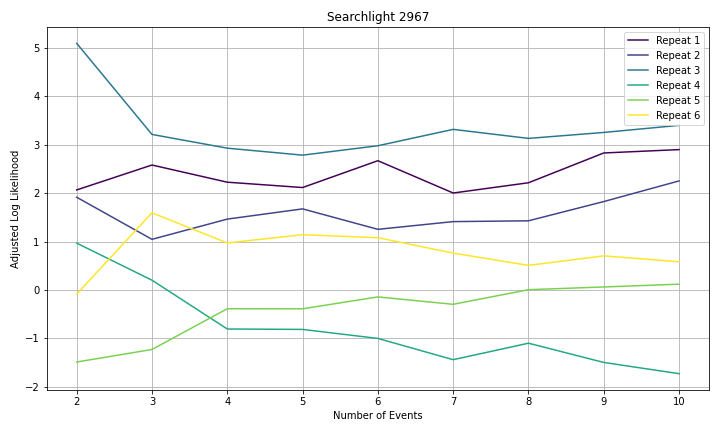 Searchlight 2967
Adjusted Log Likelihood
5
4
3
2
1
0
−1
−2
Repeat 1
Repeat 2
Repeat 3
Repeat 4
Repeat 5
Repeat 6
2 3 4 5 6 7 8 9 10
Number of Events